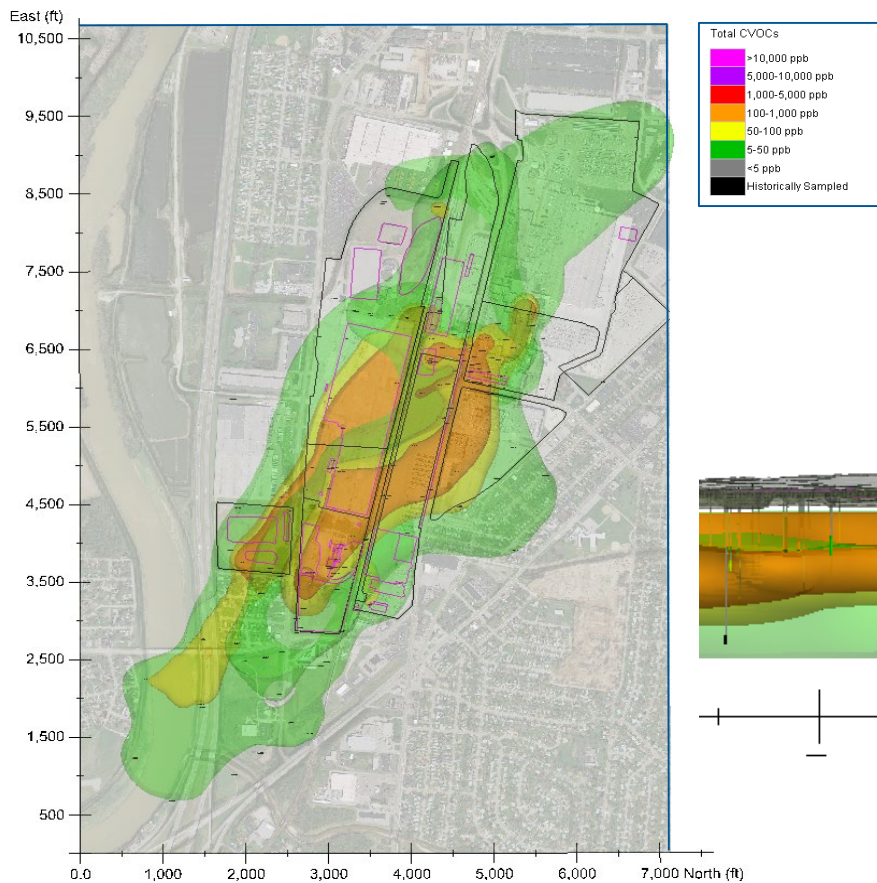 East (ft)
10,500
9,500
8,500
7,500
6,500
5,500
4,500
3,500
2,500
1,500
500
0.0
1,000
2,000
3,000
4,000
5,000
6,000
7,000 North (ft)
Total CVOCs
>10,000 ppb
5,000-10,000 ppb
1,000-5,000 ppb
100-1,000 ppb
50-100 ppb
5-50 ppb
<5 ppb
Historically Sampled